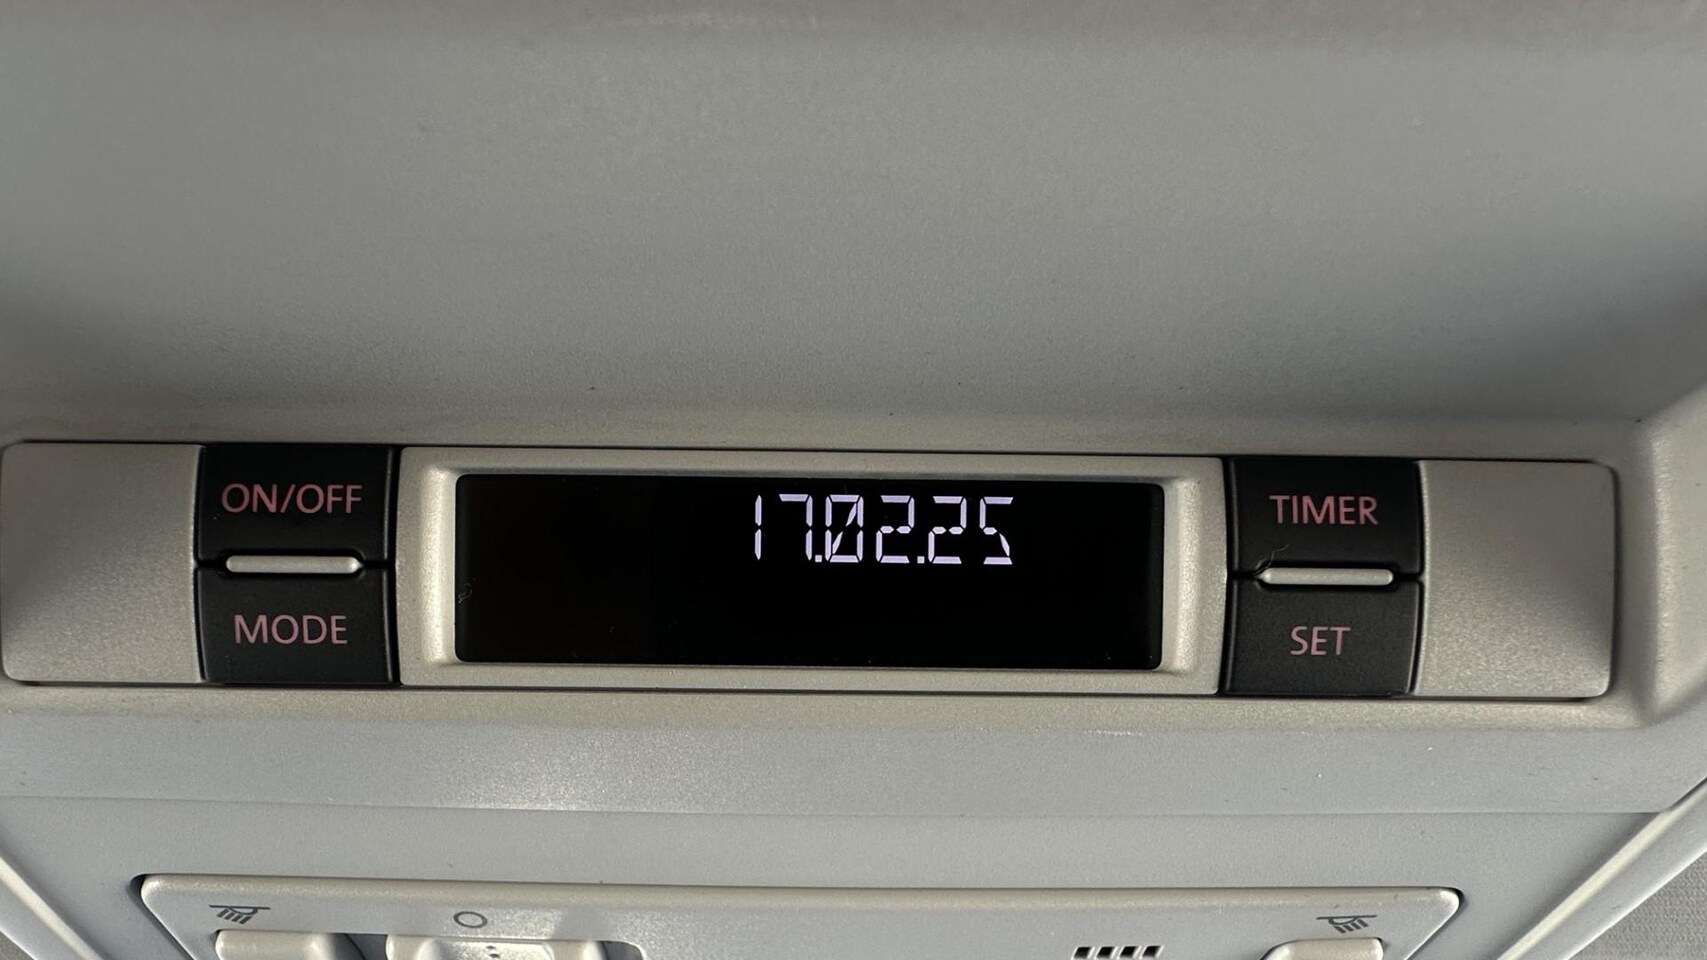 ON/OFF
17.02.25
TIMER
MODE
SET